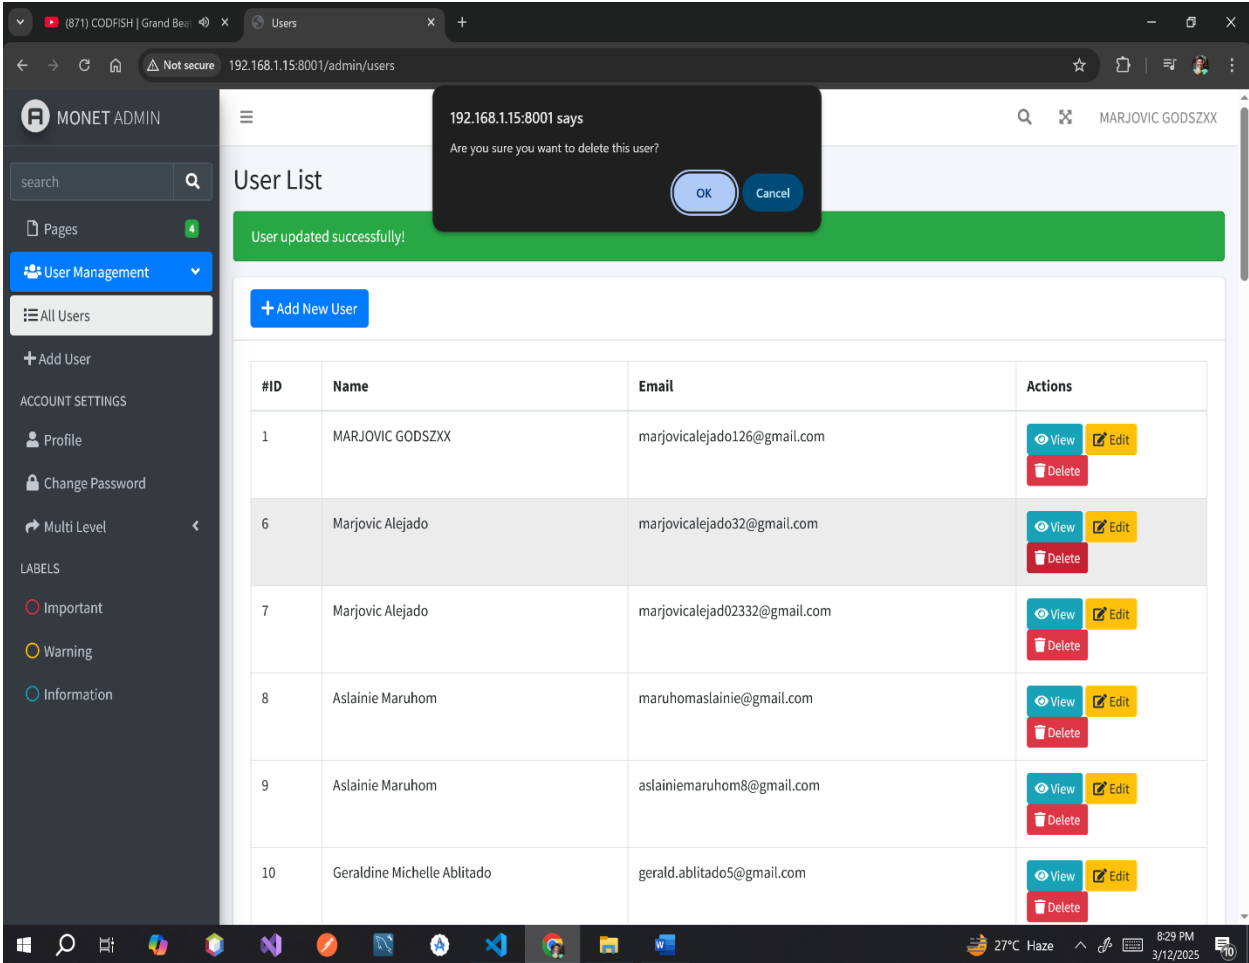 (871) CODFISH | Grand Bea
Users
Not secure 192.168.1.15:8001/admin/users
MONET ADMIN
search
Pages 4
User Management
All Users
Add User
ACCOUNT SETTINGS
Profile
Change Password
Multi Level
LABELS
Important
Warning
Information
MARJOVIC GODSZXX
192.168.1.15:8001 says
Are you sure you want to delete this user?
OK Cancel
User List
User updated successfully!
Add New User
#ID Name Email Actions
1 MARJOVIC GODSZXX marjovicalejado126@gmail.com View Edit
Delete
6 Marjovic Alejado marjovicalejado32@gmail.com View Edit
Delete
7 Marjovic Alejado marjovicalejad02332@gmail.com View Edit
Delete
8 Aslainie Maruhom maruhomaslainie@gmail.com View Edit
Delete
9 Aslainie Maruhom aslainiemaruhom8@gmail.com View Edit
Delete
10 Geraldine Michelle Ablitado gerald.ablitado5@gmail.com View Edit
Delete
27°C Haze
8:29 PM
3/12/2025
10